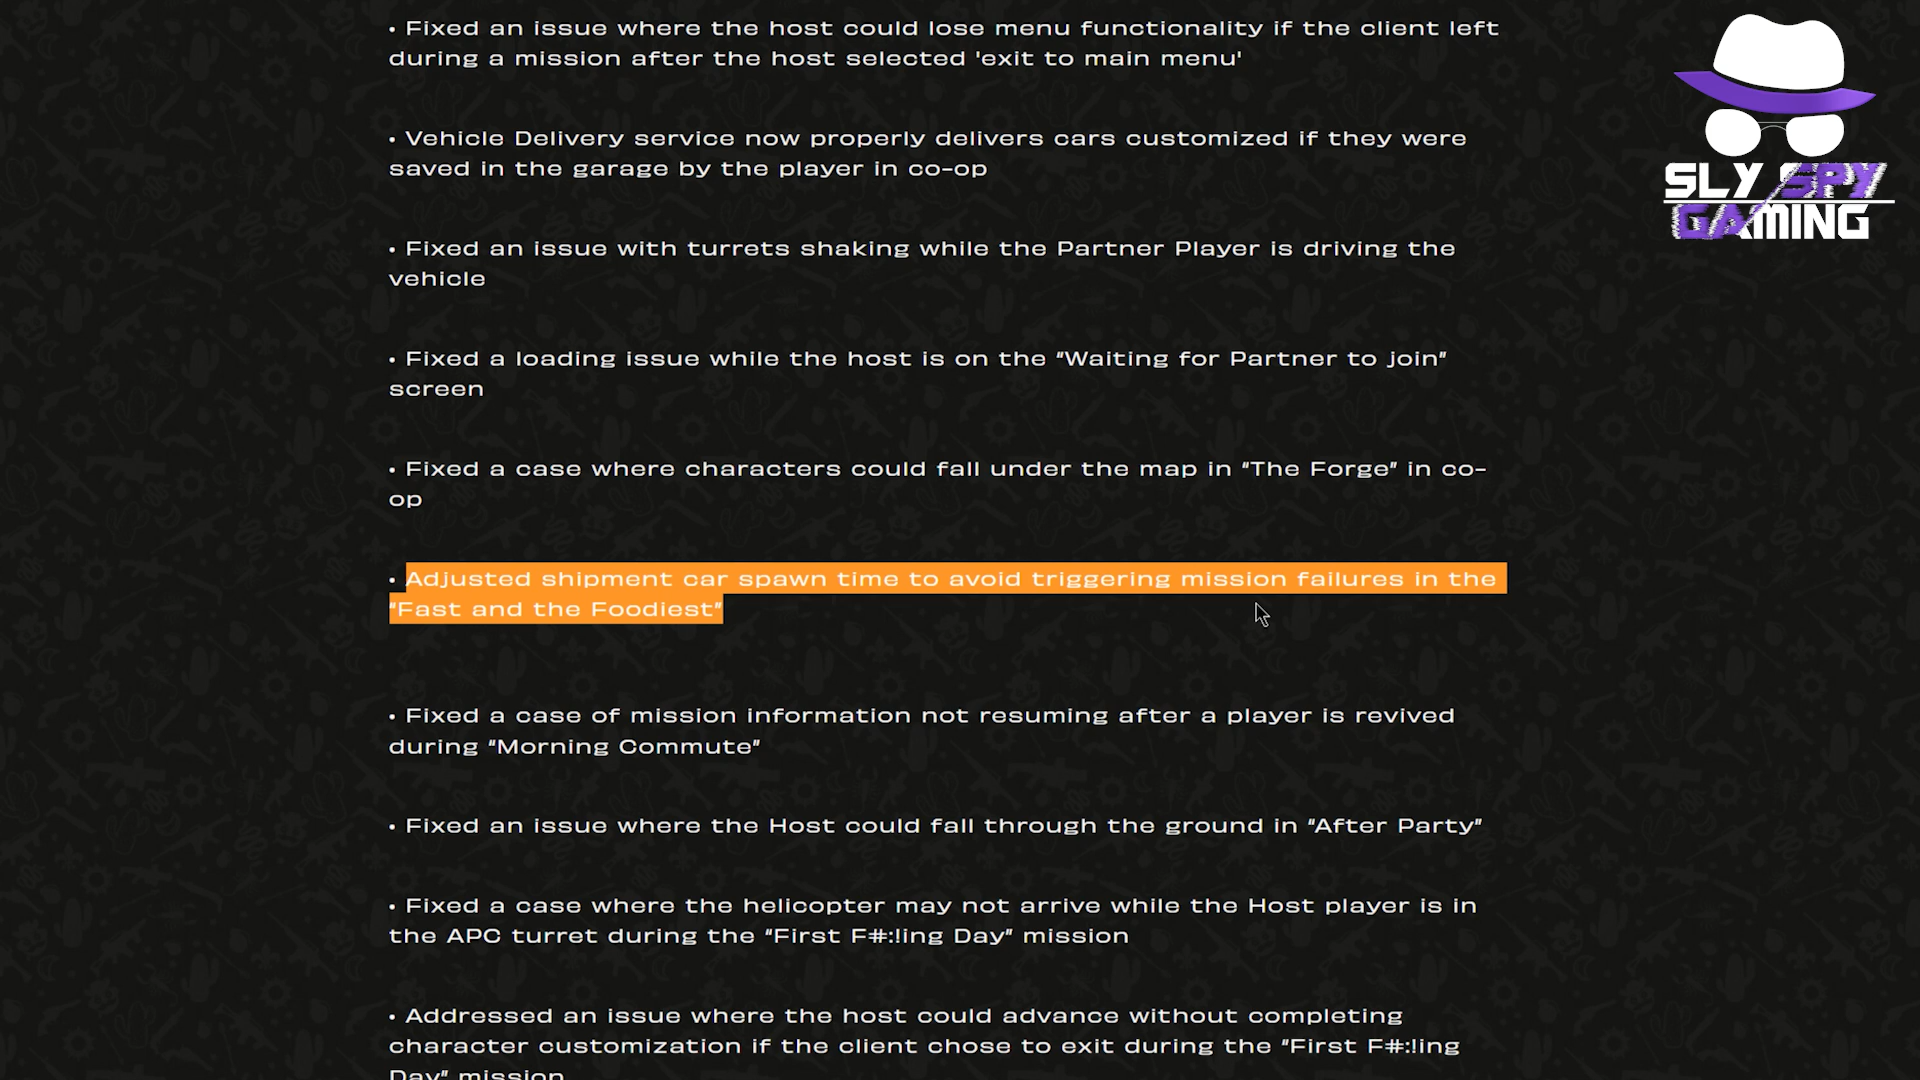 • Fixed an issue where the host could lose menu functionality if the client left
during a mission after the host selected 'exit to main menu'
• Vehicle Delivery service now properly delivers cars customized if they were
saved in the garage by the player in co-op
• Fixed an issue with turrets shaking while the Partner Player is driving the
vehicle
• Fixed a loading issue while the host is on the “Waiting for Partner to join”
screen
• Fixed a case where characters could fall under the map in “The Forge” in co-
op
• Adjusted shipment car spawn time to avoid triggering mission failures in the
“Fast and the Foodiest”
• Fixed a case of mission information not resuming after a player is revived
during “Morning Commute”
• Fixed an issue where the Host could fall through the ground in “After Party”
• Fixed a case where the helicopter may not arrive while the Host player is in
the APC turret during the “First F#:!ing Day” mission
• Addressed an issue where the host could advance without completing
character customization if the client chose to exit during the “First F#:!ing
Day” mission
SLY SPY
GAMING